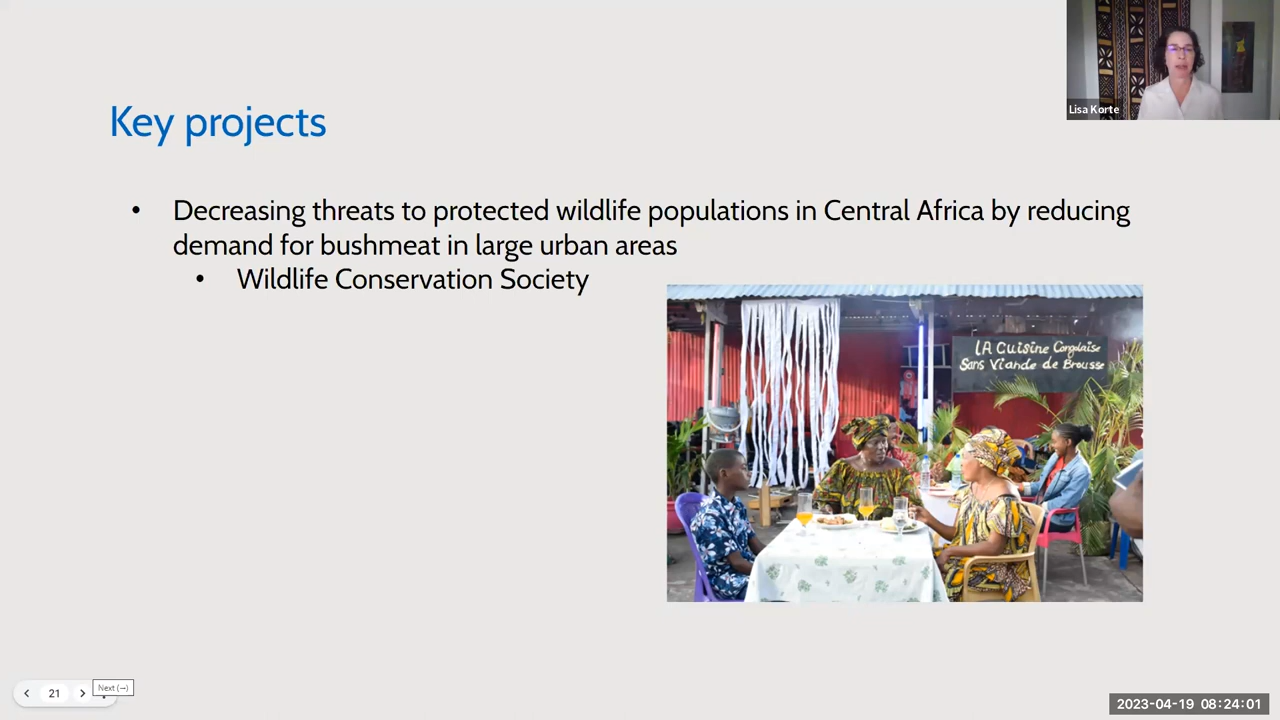 Lisa Korte
Key projects
• Decreasing threats to protected wildlife populations in Central Africa by reducing
demand for bushmeat in large urban areas
• Wildlife Conservation Society
LA Cuisine Congolaise
Sans Viande de Brousse
21
Next (→)
2023-04-19 08:24:01